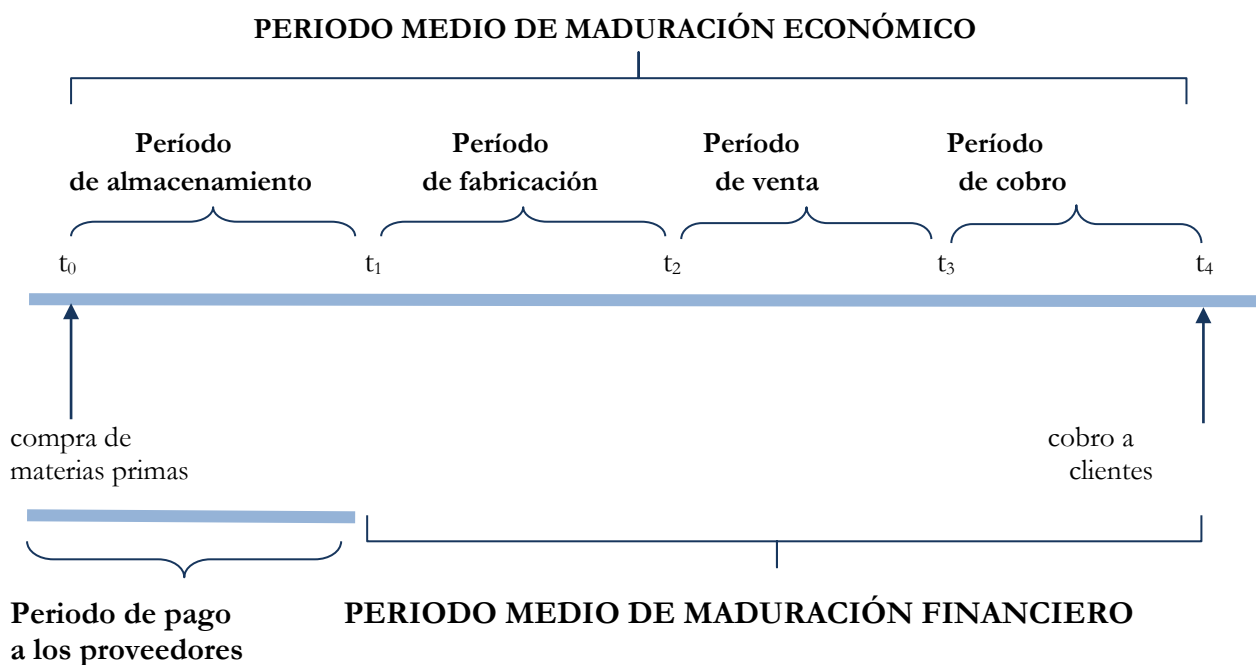 PERIODO MEDIO DE MADURACIÓN ECONÓMICO
Período
de almacenamiento
Período
de fabricación
Período
de venta
Período
de cobro
t₀
t₁
t₂
t₃
t₄
compra de
materias primas
cobro a
clientes
Periodo de pago
a los proveedores
PERIODO MEDIO DE MADURACIÓN FINANCIERO